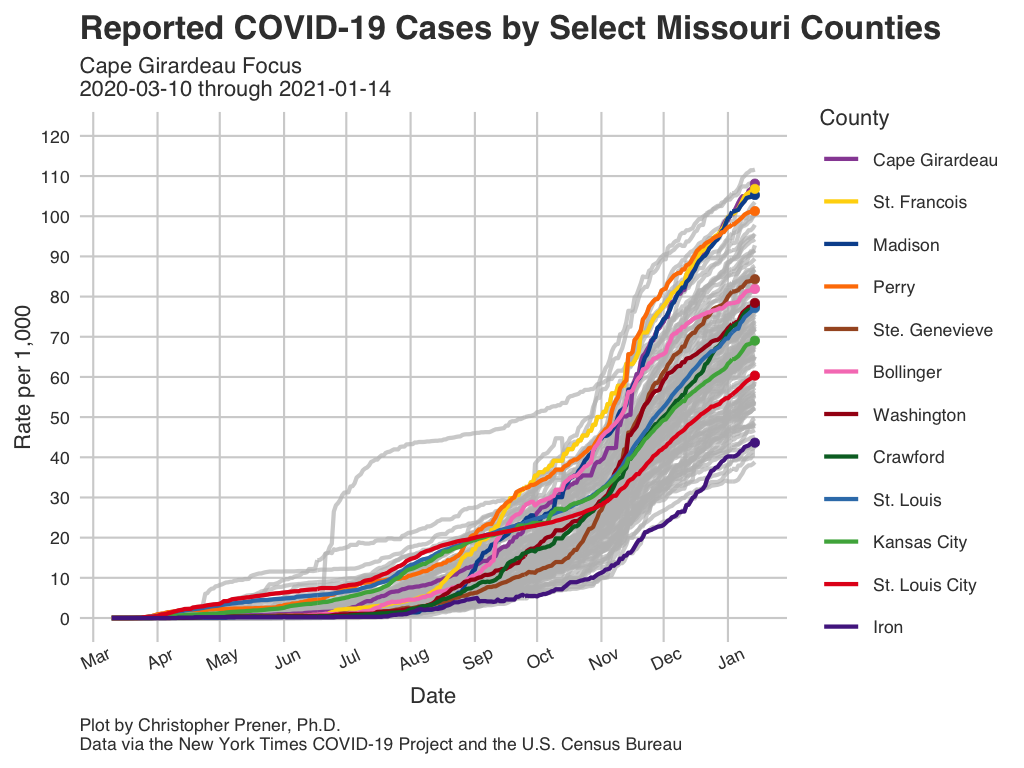 Reported COVID-19 Cases by Select Missouri Counties
Cape Girardeau Focus
2020-03-10 through 2021-01-14
County
Cape Girardeau
St. Francois
Madison
Perry
Ste. Genevieve
Bollinger
Washington
Crawford
St. Louis
Kansas City
St. Louis City
Iron
Rate per 1,000
120
110
100
90
80
70
60
50
40
30
20
10
0
Mar Apr May Jun Jul Aug Sep Oct Nov Dec Jan
Date
Plot by Christopher Prener, Ph.D.
Data via the New York Times COVID-19 Project and the U.S. Census Bureau